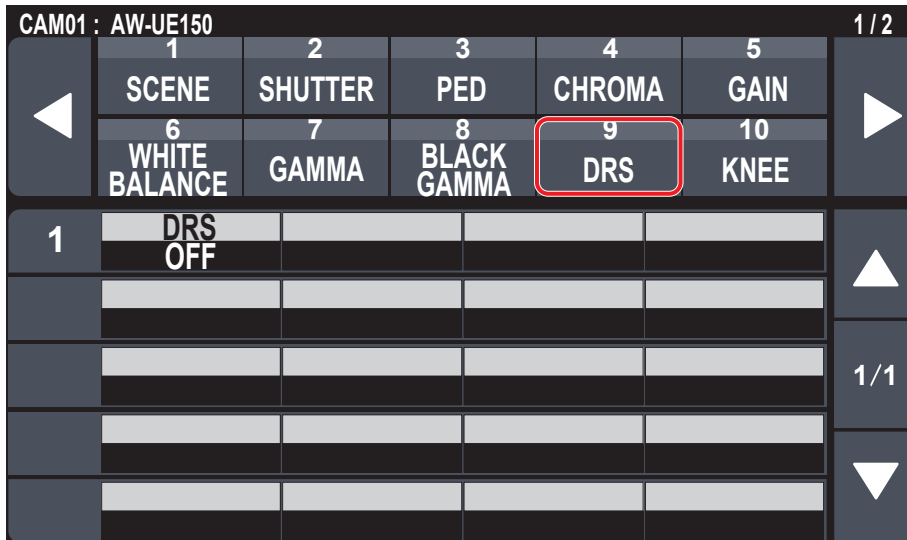 CAM01 : AW-UE150 1 / 2
1 2 3 4 5
SCENE SHUTTER PED CHROMA GAIN
6 7 8 9 10
WHITE BALANCE GAMMA BLACK GAMMA DRS KNEE
1 DRS
OFF
1/1